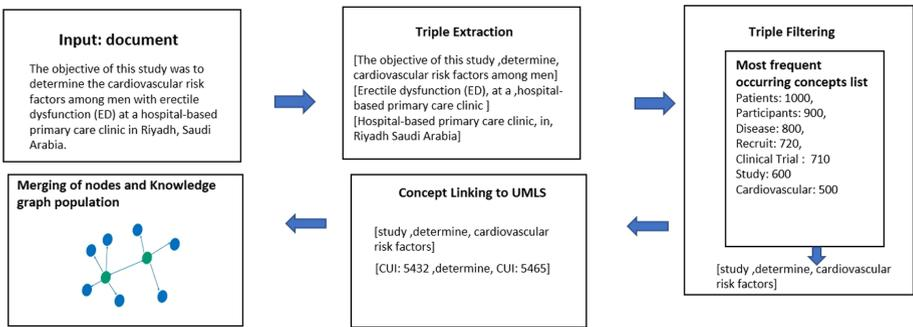 Input: document
The objective of this study was to
determine the cardiovascular risk
factors among men with erectile
dysfunction (ED) at a hospital-based
primary care clinic in Riyadh, Saudi
Arabia.
Triple Extraction
[The objective of this study ,determine,
cardiovascular risk factors among men]
[Erectile dysfunction (ED), at a ,hospital-
based primary care clinic ]
[Hospital-based primary care clinic, in,
Riyadh Saudi Arabia]
Triple Filtering
Most frequent
occurring concepts list
Patients: 1000,
Participants: 900,
Disease: 800,
Recruit: 720,
Clinical Trial : 710
Study: 600
Cardiovascular: 500
[study ,determine, cardiovascular
risk factors]
Concept Linking to UMLS
[study ,determine, cardiovascular
risk factors]
[CUI: 5432 ,determine, CUI: 5465]
Merging of nodes and Knowledge
graph population